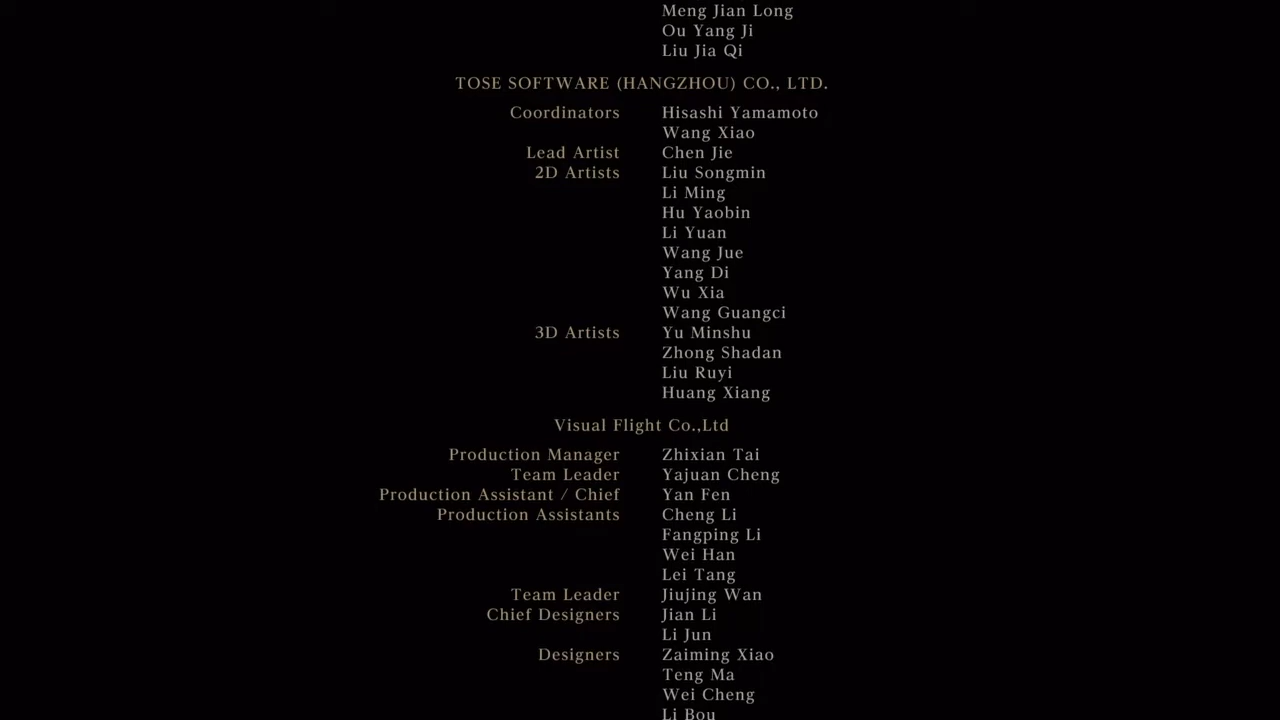 Meng Jian Long
Ou Yang Ji
Liu Jia Qi
TOSE SOFTWARE (HANGZHOU) CO., LTD.
Coordinators Hisashi Yamamoto
Wang Xiao
Lead Artist Chen Jie
2D Artists Liu Songmin
Li Ming
Hu Yaobin
Li Yuan
Wang Jue
Yang Di
Wu Xia
Wang Guangci
3D Artists Yu Minshu
Zhong Shadan
Liu Ruyi
Huang Xiang
Visual Flight Co.,Ltd
Production Manager Zhixian Tai
Team Leader Yajuan Cheng
Production Assistant / Chief Yan Fen
Production Assistants Cheng Li
Fangping Li
Wei Han
Lei Tang
Team Leader Jiujing Wan
Chief Designers Jian Li
Li Jun
Designers Zaiming Xiao
Teng Ma
Wei Cheng
Li Bou